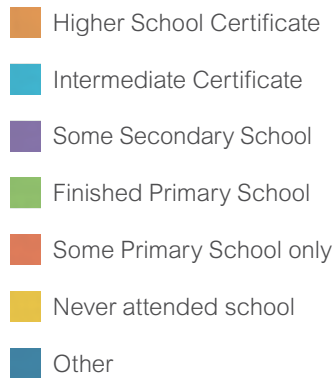 Higher School Certificate
Intermediate Certificate
Some Secondary School
Finished Primary School
Some Primary School only
Never attended school
Other